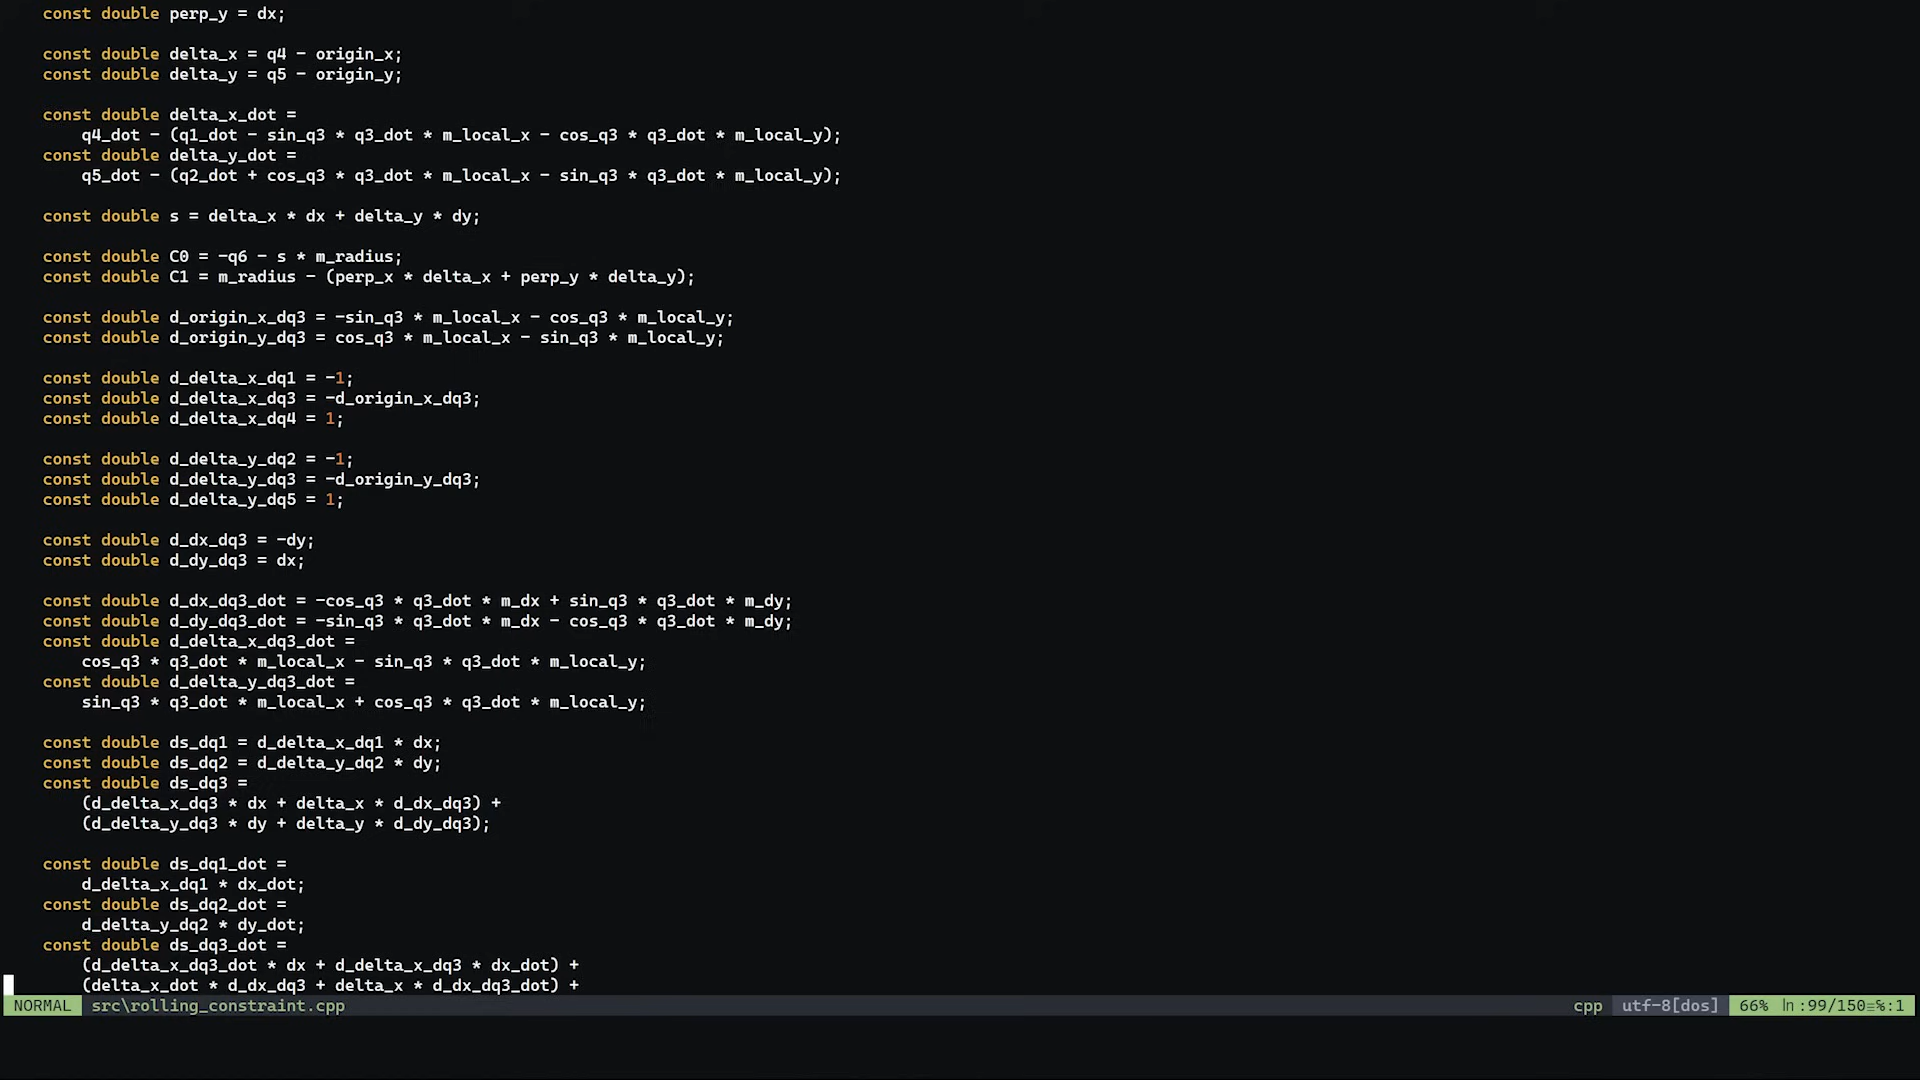 const double perp_y = dx;
const double delta_x = q4 - origin_x;
const double delta_y = q5 - origin_y;
const double delta_x_dot =
q4_dot - (q1_dot - sin_q3 * q3_dot * m_local_x - cos_q3 * q3_dot * m_local_y);
const double delta_y_dot =
q5_dot - (q2_dot + cos_q3 * q3_dot * m_local_x - sin_q3 * q3_dot * m_local_y);
const double s = delta_x * dx + delta_y * dy;
const double C0 = -q6 - s * m_radius;
const double C1 = m_radius - (perp_x * delta_x + perp_y * delta_y);
const double d_origin_x_dq3 = -sin_q3 * m_local_x - cos_q3 * m_local_y;
const double d_origin_y_dq3 = cos_q3 * m_local_x - sin_q3 * m_local_y;
const double d_delta_x_dq1 = -1;
const double d_delta_x_dq3 = -d_origin_x_dq3;
const double d_delta_x_dq4 = 1;
const double d_delta_y_dq2 = -1;
const double d_delta_y_dq3 = -d_origin_y_dq3;
const double d_delta_y_dq5 = 1;
const double d_dx_dq3 = -dy;
const double d_dy_dq3 = dx;
const double d_dx_dq3_dot = -cos_q3 * q3_dot * m_dx + sin_q3 * q3_dot * m_dy;
const double d_dy_dq3_dot = -sin_q3 * q3_dot * m_dx - cos_q3 * q3_dot * m_dy;
const double d_delta_x_dq3_dot =
cos_q3 * q3_dot * m_local_x - sin_q3 * q3_dot * m_local_y;
const double d_delta_y_dq3_dot =
sin_q3 * q3_dot * m_local_x + cos_q3 * q3_dot * m_local_y;
const double ds_dq1 = d_delta_x_dq1 * dx;
const double ds_dq2 = d_delta_y_dq2 * dy;
const double ds_dq3 =
(d_delta_x_dq3 * dx + delta_x * d_dx_dq3) +
(d_delta_y_dq3 * dy + delta_y * d_dy_dq3);
const double ds_dq1_dot =
d_delta_x_dq1 * dx_dot;
const double ds_dq2_dot =
d_delta_y_dq2 * dy_dot;
const double ds_dq3_dot =
(d_delta_x_dq3_dot * dx + d_delta_x_dq3 * dx_dot) +
(delta_x_dot * d_dx_dq3 + delta_x * d_dx_dq3_dot) +
NORMAL src\rolling_constraint.cpp cpp utf-8[dos] 66% ㏑:99/150≡%:1